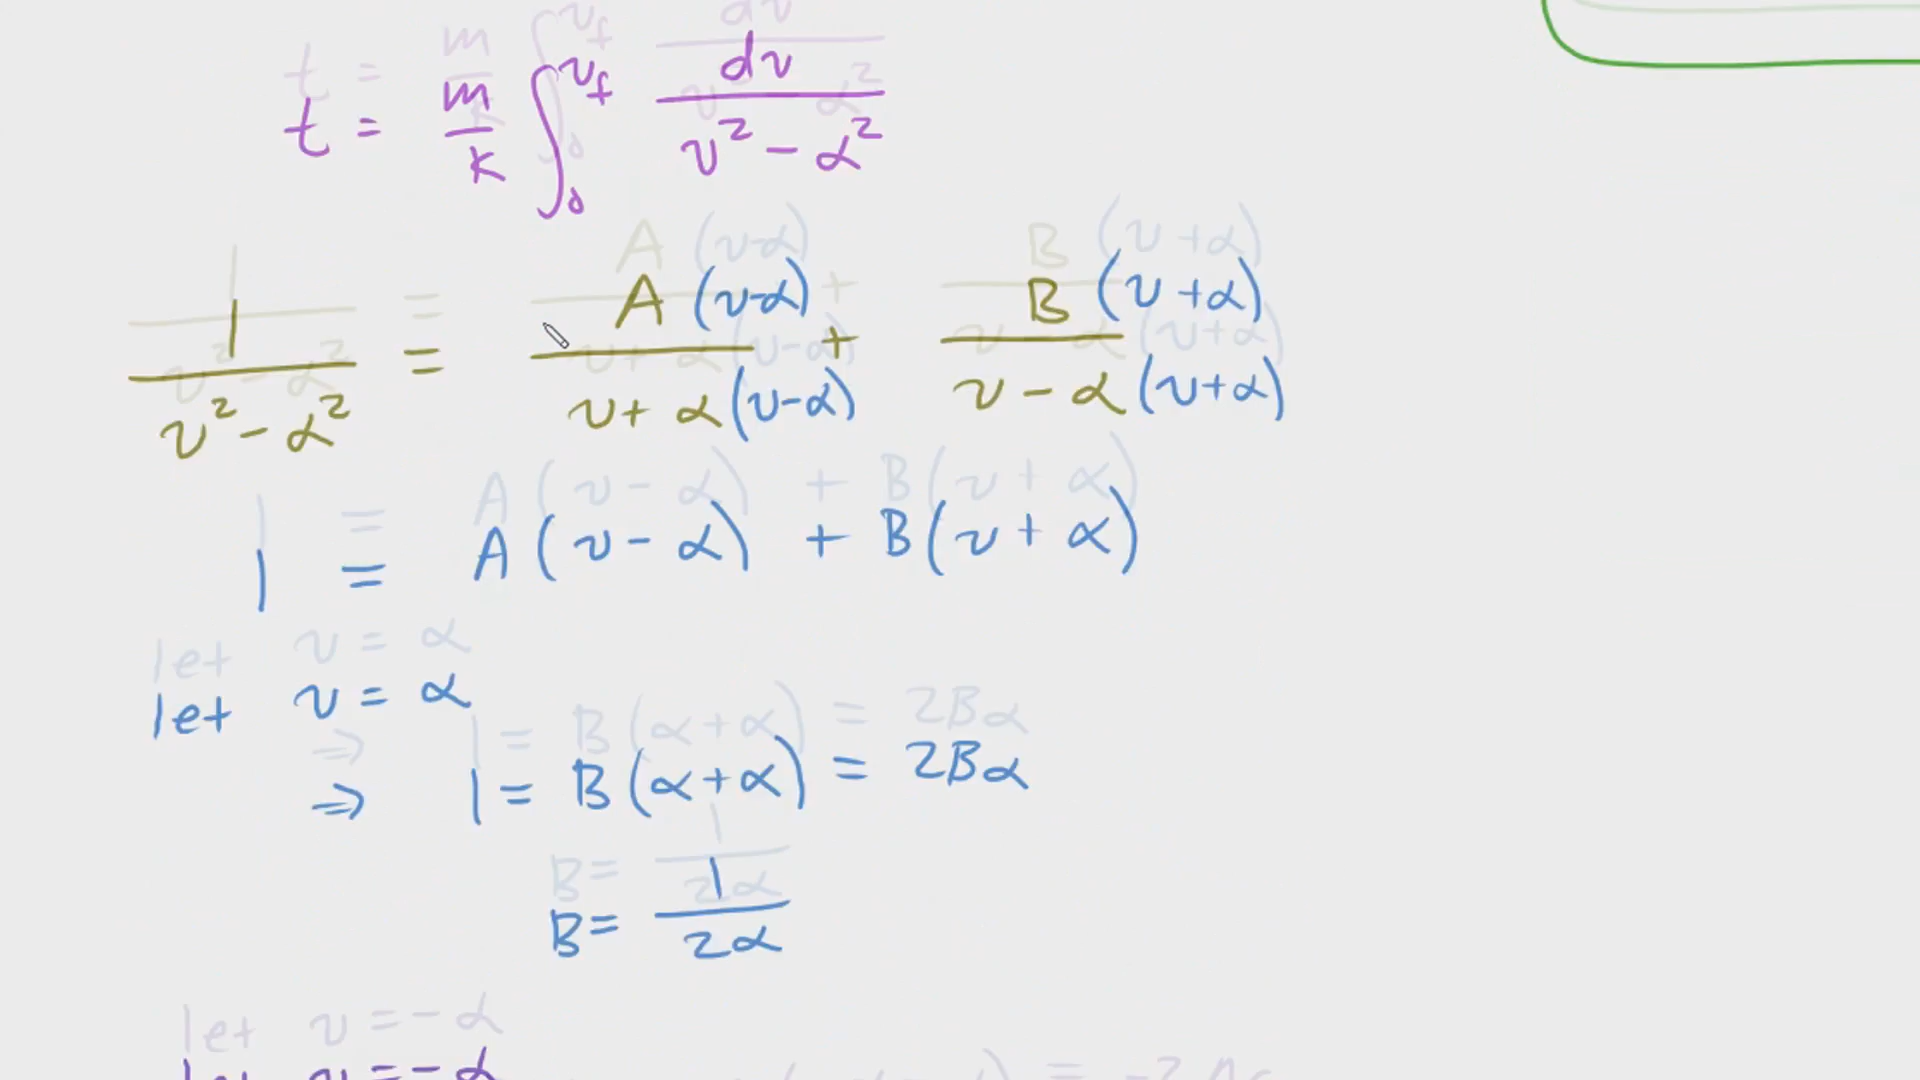 t = m/k ∫₀^v_f dv / (v² - α²)
1 / (v² - α²) = A (v-α) / v + α (v-α) + B (v + α) / v - α (v+α)
1 = A (v - α) + B (v + α)
let v = α
⇒ 1 = B (α + α) = 2Bα
B = 1 / 2α
let v = -α